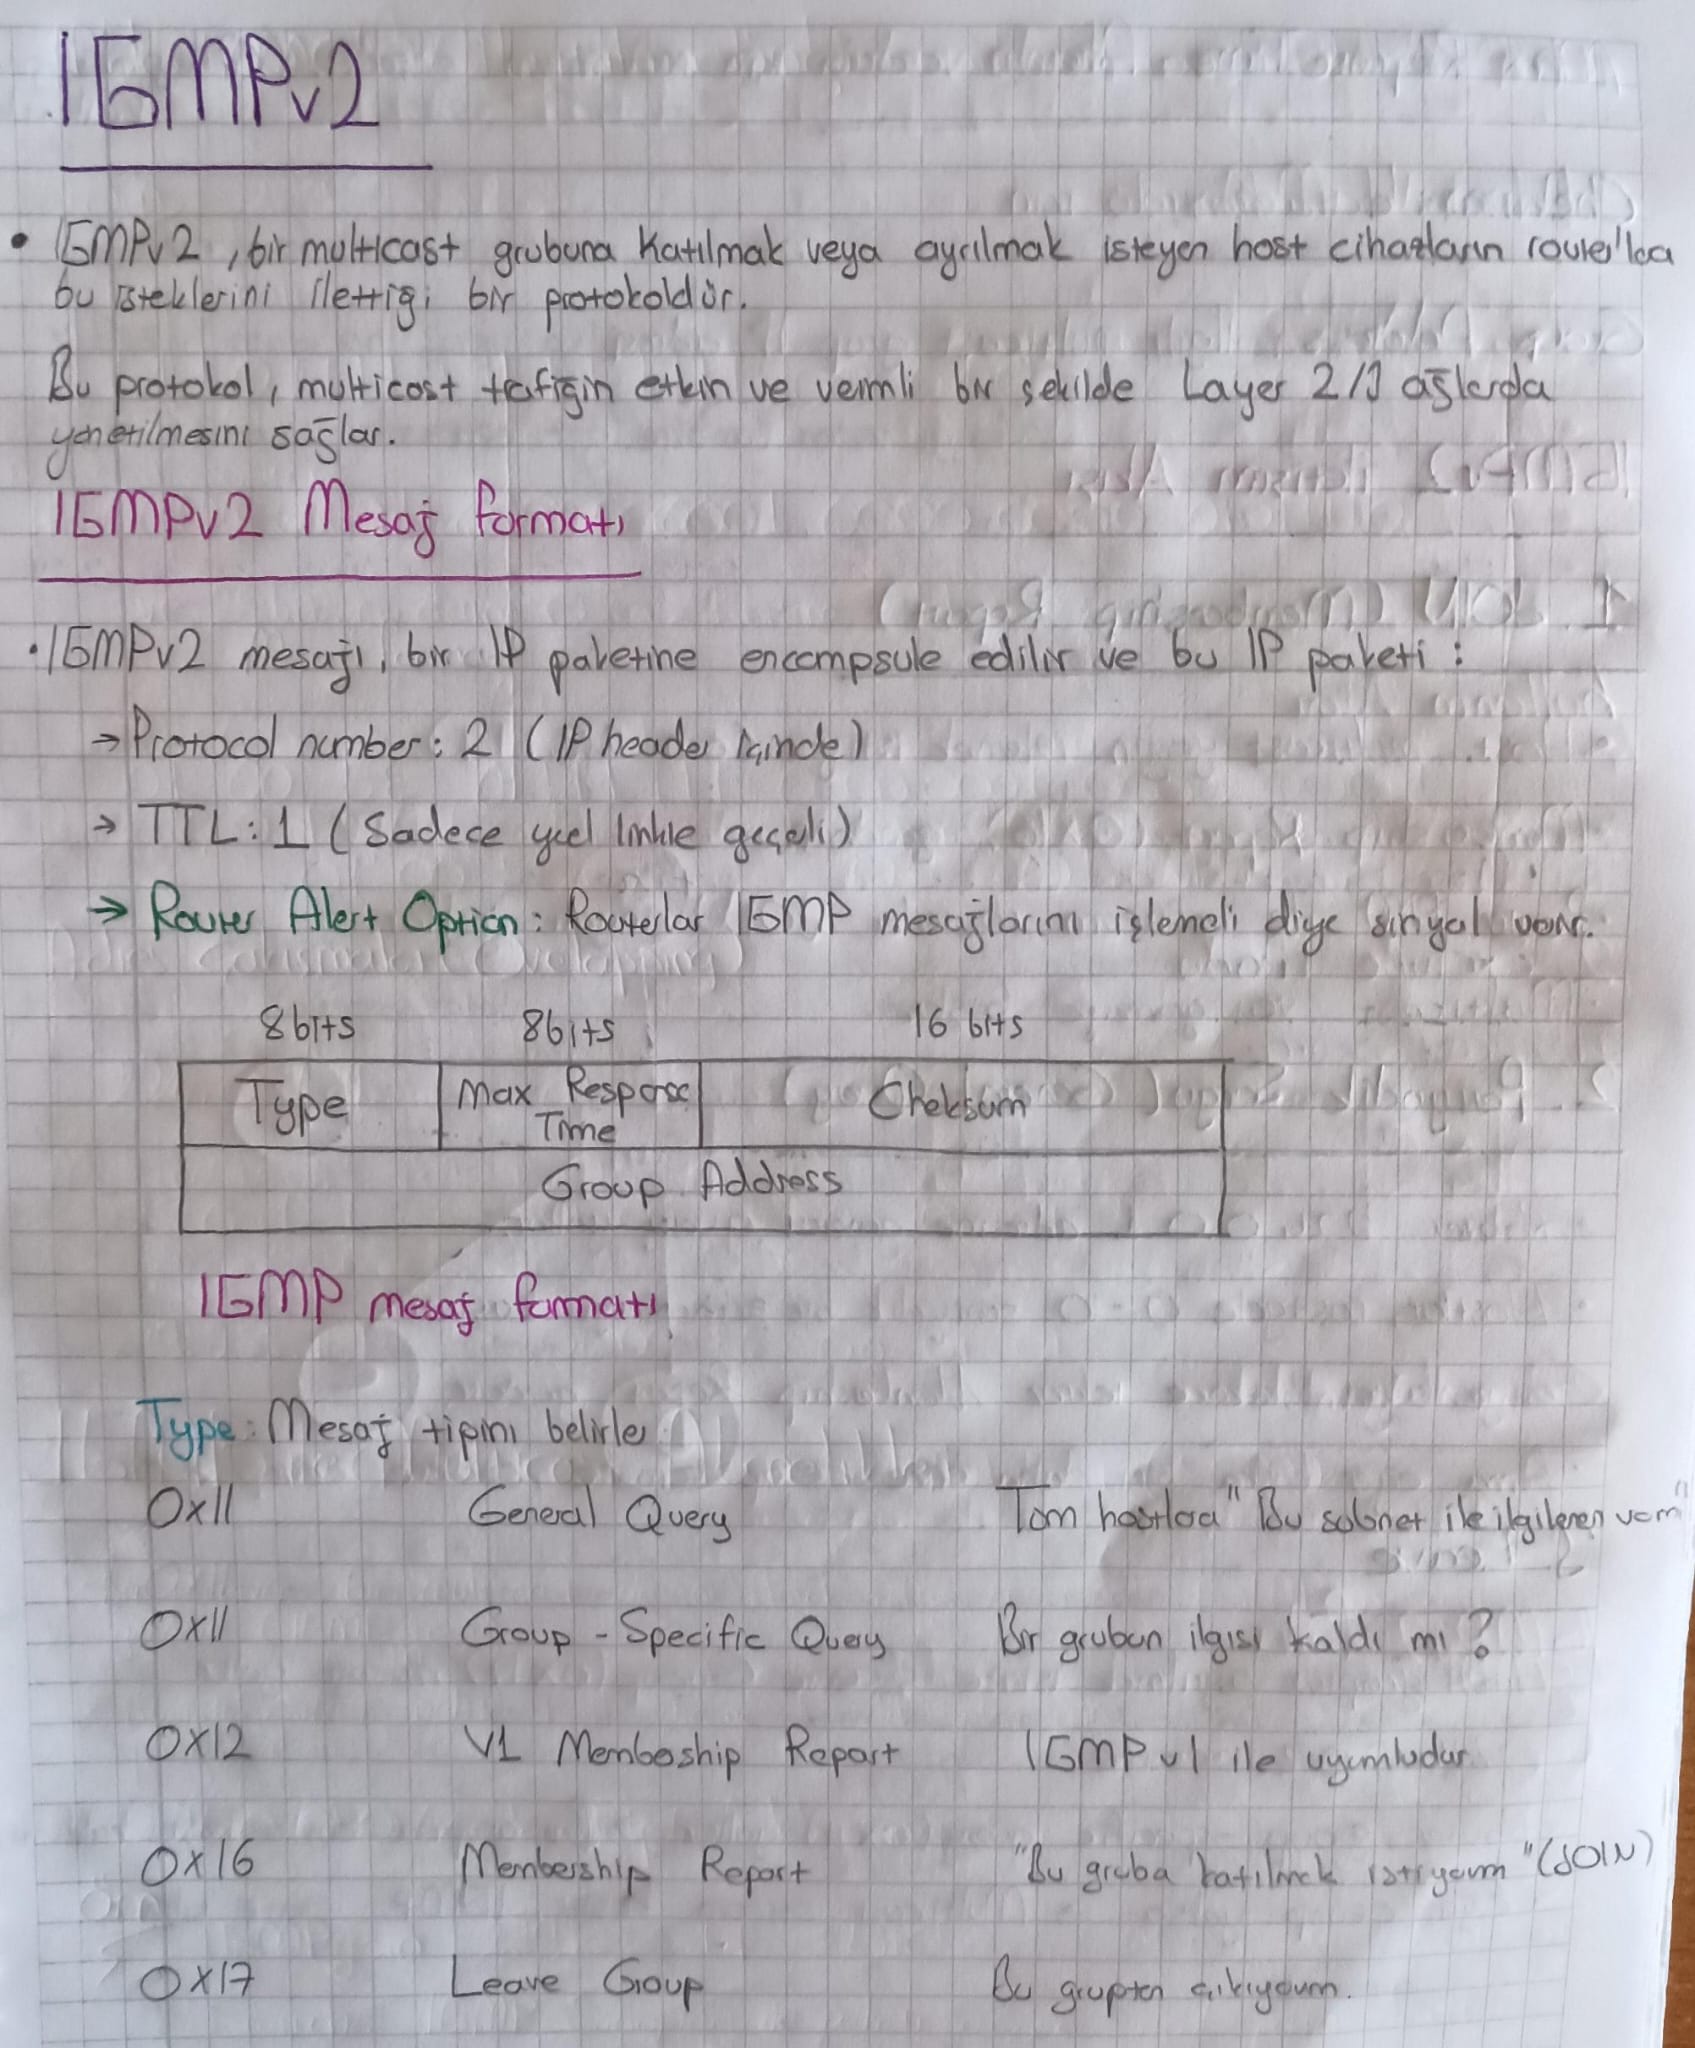 IGMPv2
• IGMPv2, bir multicast grubuna katılmak veya ayrılmak isteyen host cihazların router'lara
bu isteklerini ilettiği bir protokoldür.
Bu protokol, multicast trafiğin etkin ve verimli bir şekilde Layer 2/3 ağlarda
yönetilmesini sağlar.
IGMPv2 Mesaj formatı
• IGMPv2 mesajı, bir IP paketine encampsule edilir ve bu IP paketi :
→ Protocol number : 2 (IP header içinde)
→ TTL : 1 (Sadece yerel linkle geçerli)
→ Router Alert Option : Routerlar IGMP mesajlarını işlemeli diye sinyal verir.
8 bits 8 bits 16 bits
Type Max Response Cheksum
Time
Group Address
IGMP mesaj formatı
Type : Mesaj tipini belirler
0x11 General Query Tüm hostlara "Bu subnet ile ilgilenen var mı"
0x11 Group - Specific Query Bir grubun ilgisi kaldı mı ?
0x12 V1 Membership Report IGMPv1 ile uyumludur
0x16 Membership Report "Bu gruba katılmak istiyorum" (JOIN)
0x17 Leave Group Bu gruptan çıkıyorum.